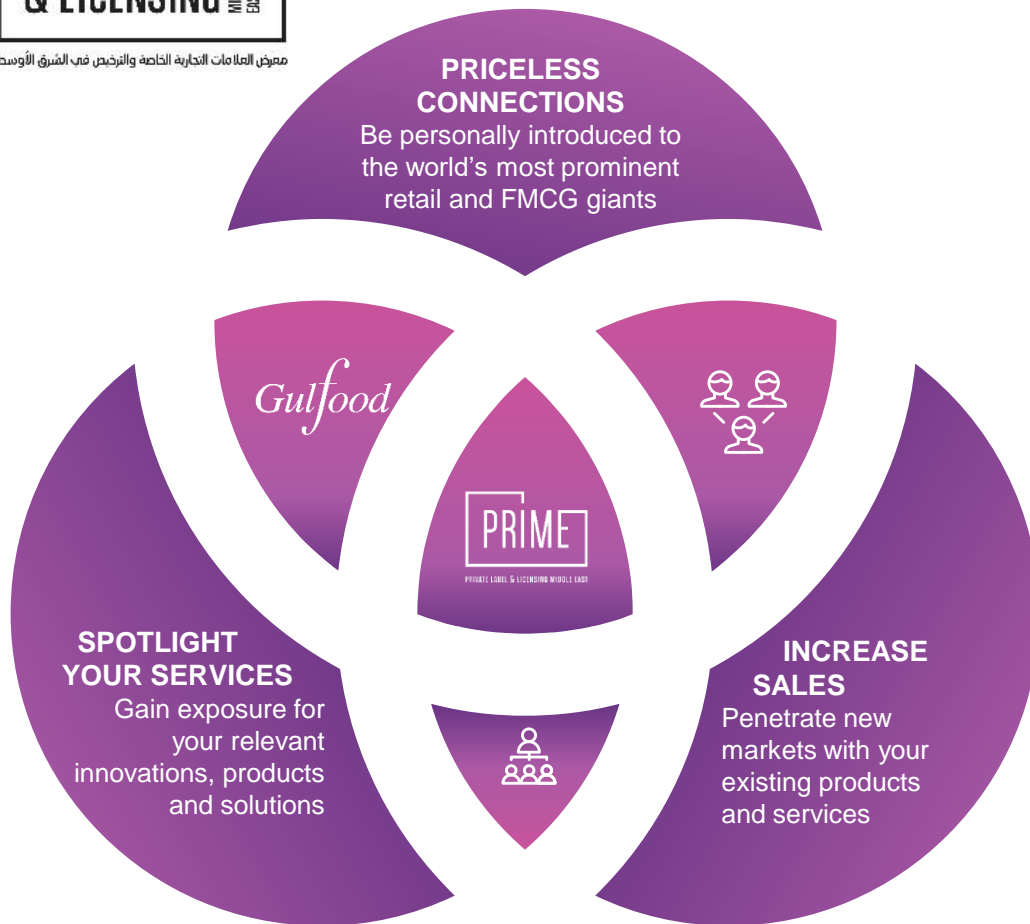 & LICENSING
معرض العلامات التجارية الخاصة والترخيص في الشرق الأوسط
PRICELESS
CONNECTIONS
Be personally introduced to
the world's most prominent
retail and FMCG giants
Gulfood
PRIME
PRIVATE LABEL & LICENSING MIDDLE EAST
SPOTLIGHT
YOUR SERVICES
Gain exposure for
your relevant
innovations, products
and solutions
INCREASE
SALES
Penetrate new
markets with your
existing products
and services